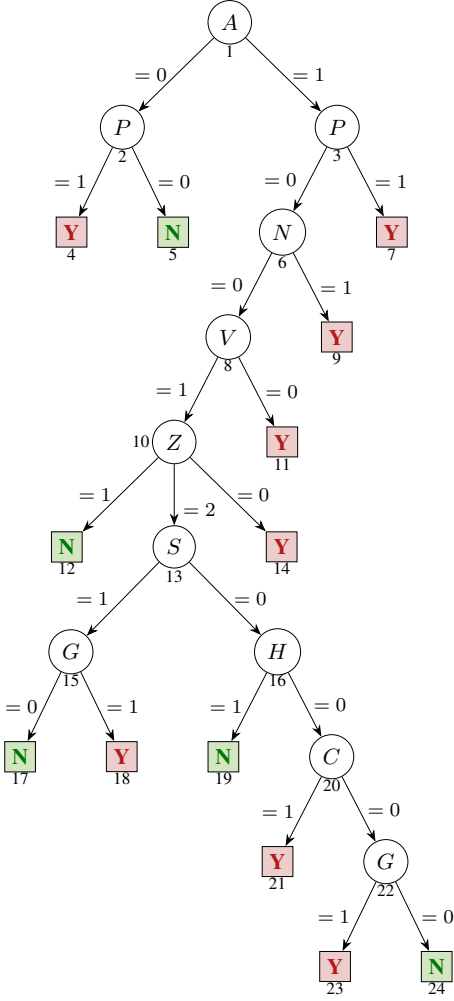 A
1
= 0 = 1
P P
2 3
= 1 = 0 = 0 = 1
Y N N Y
4 5 6 7
= 0 = 1
V Y
8 9
= 1 = 0
10 Z Y
11
= 1 = 2 = 0
N S Y
12 13 14
= 1 = 0
G H
15 16
= 0 = 1 = 1 = 0
N Y N C
17 18 19 20
= 1 = 0
Y G
21 22
= 1 = 0
Y N
23 24